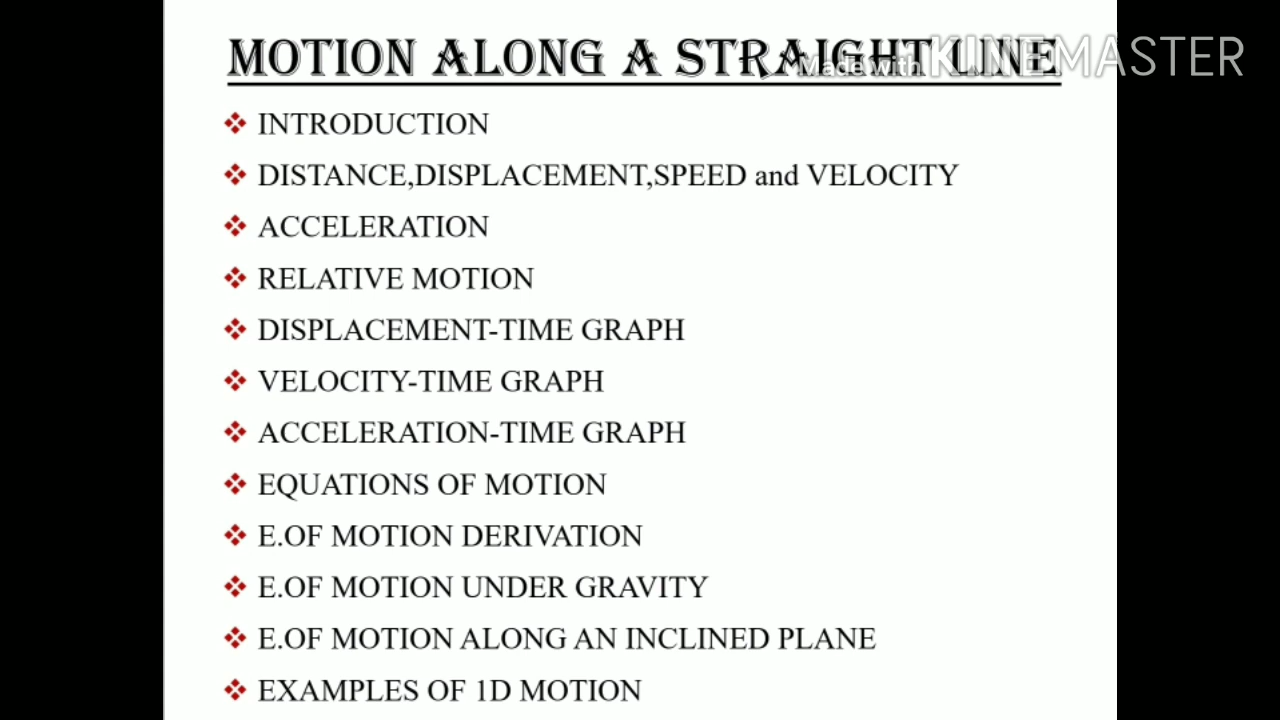 MOTION ALONG A STRAIGHT LINE
Made with KINEMASTER
INTRODUCTION
DISTANCE,DISPLACEMENT,SPEED and VELOCITY
ACCELERATION
RELATIVE MOTION
DISPLACEMENT-TIME GRAPH
VELOCITY-TIME GRAPH
ACCELERATION-TIME GRAPH
EQUATIONS OF MOTION
E.OF MOTION DERIVATION
E.OF MOTION UNDER GRAVITY
E.OF MOTION ALONG AN INCLINED PLANE
EXAMPLES OF 1D MOTION